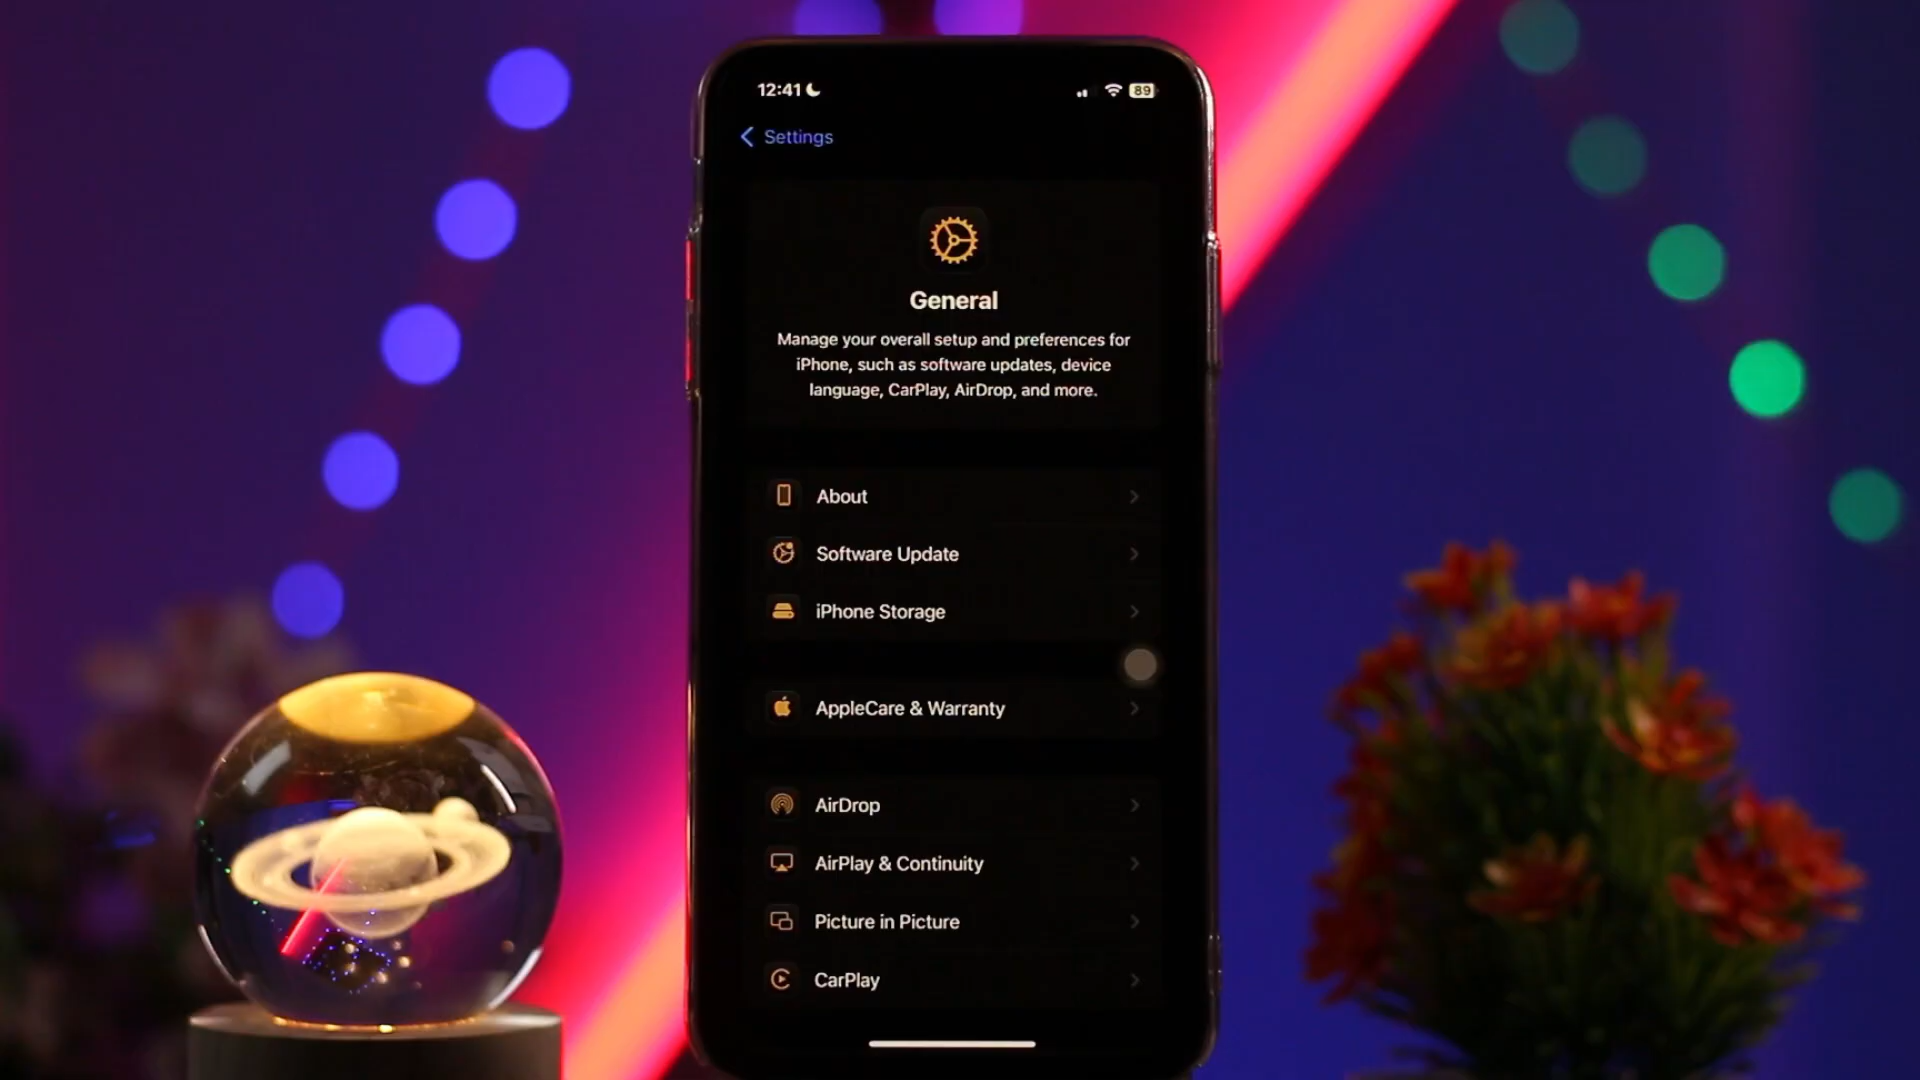 12:41
89
Settings
General
Manage your overall setup and preferences for
iPhone, such as software updates, device
language, CarPlay, AirDrop, and more.
About
Software Update
iPhone Storage
AppleCare & Warranty
AirDrop
AirPlay & Continuity
Picture in Picture
CarPlay